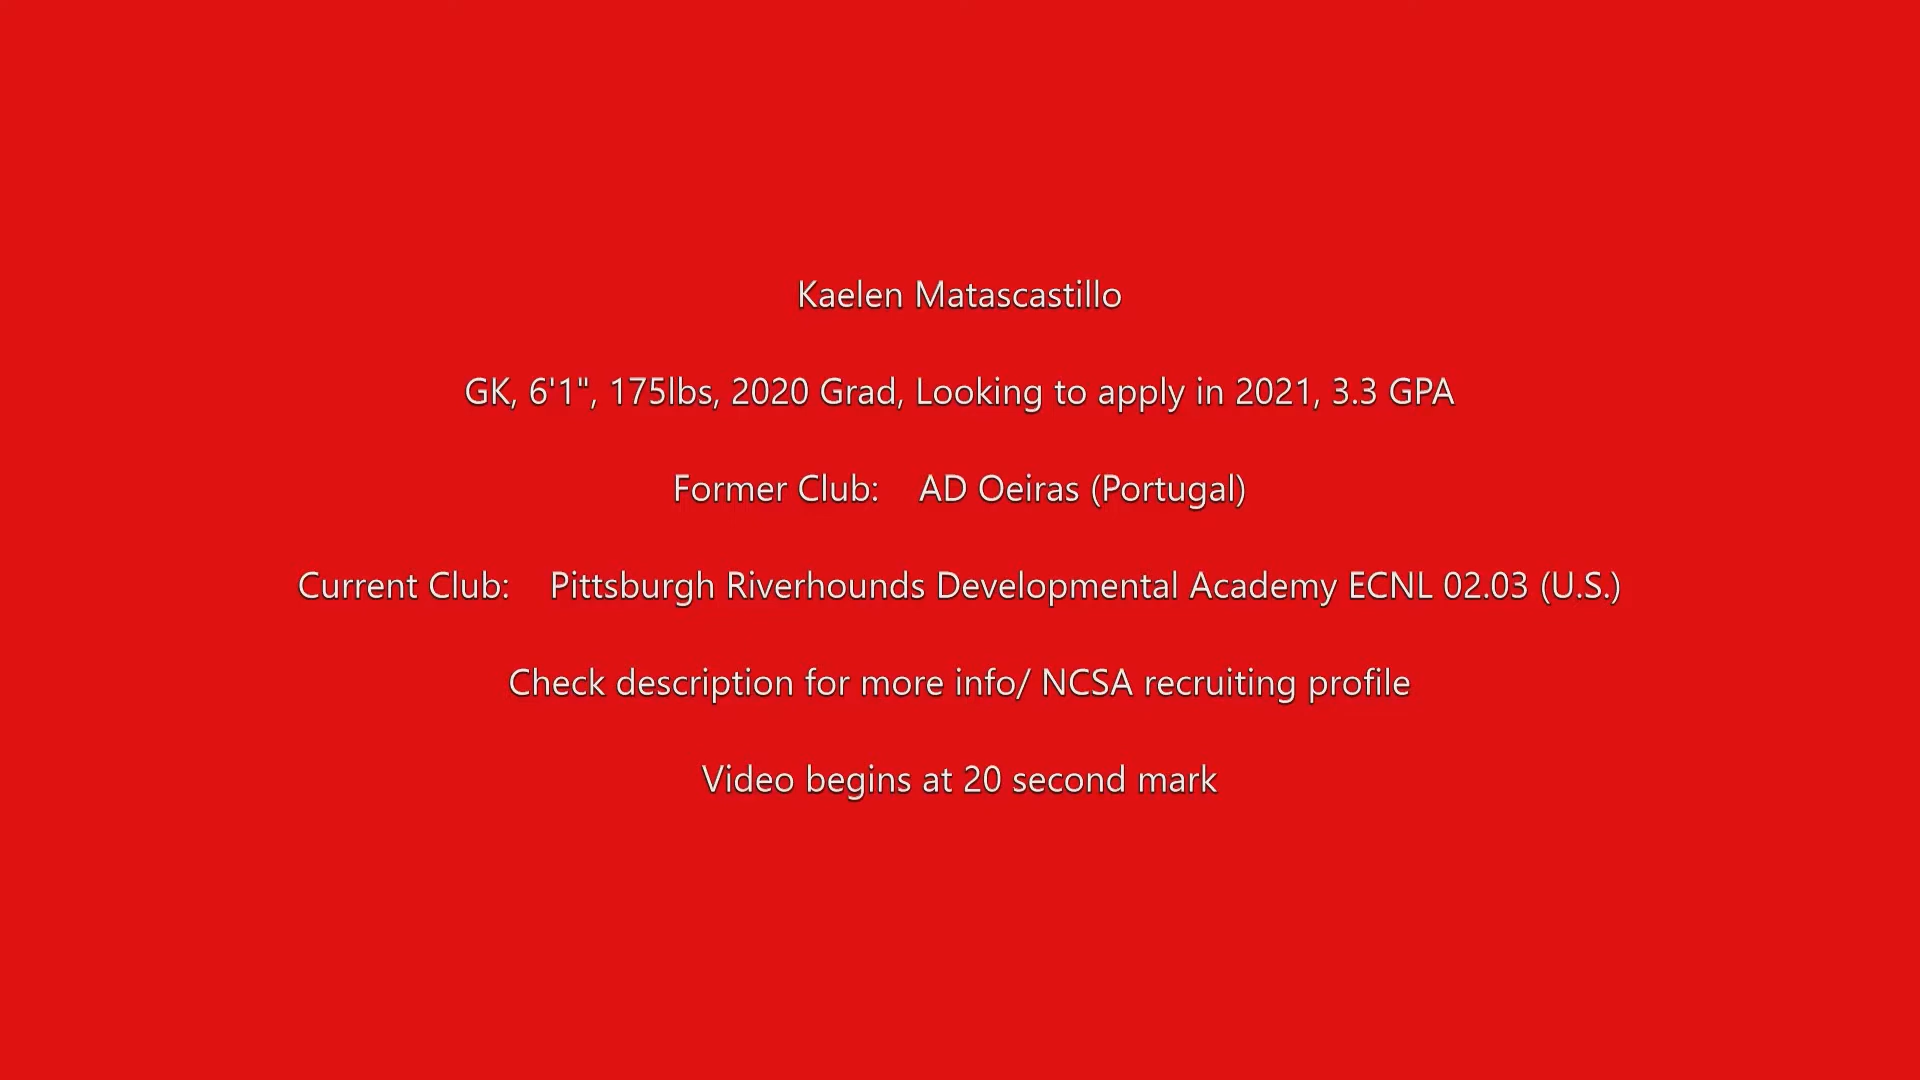 Kaelen Matascastillo
GK, 6'1", 175lbs, 2020 Grad, Looking to apply in 2021, 3.3 GPA
Former Club: AD Oeiras (Portugal)
Current Club: Pittsburgh Riverhounds Developmental Academy ECNL 02.03 (U.S.)
Check description for more info/ NCSA recruiting profile
Video begins at 20 second mark